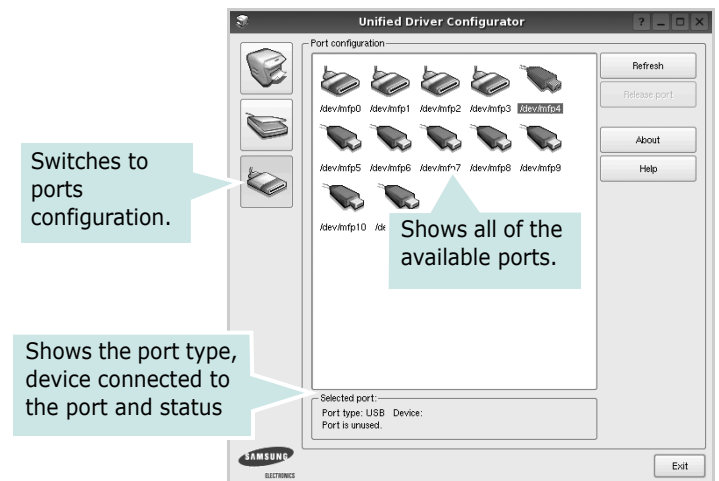 Unified Driver Configurator
Port configuration
/dev/mfp0 /dev/mfp1 /dev/mfp2 /dev/mfp3 /dev/mfp4
/dev/mfp5 /dev/mfp6 /dev/mfp7 /dev/mfp8 /dev/mfp9
/dev/mfp10
Refresh
Release port
About
Help
Switches to
ports
configuration.
Shows all of the
available ports.
Shows the port type,
device connected to
the port and status
Selected port:
Port type: USB Device:
Port is unused.
SAMSUNG
ELECTRONICS
Exit